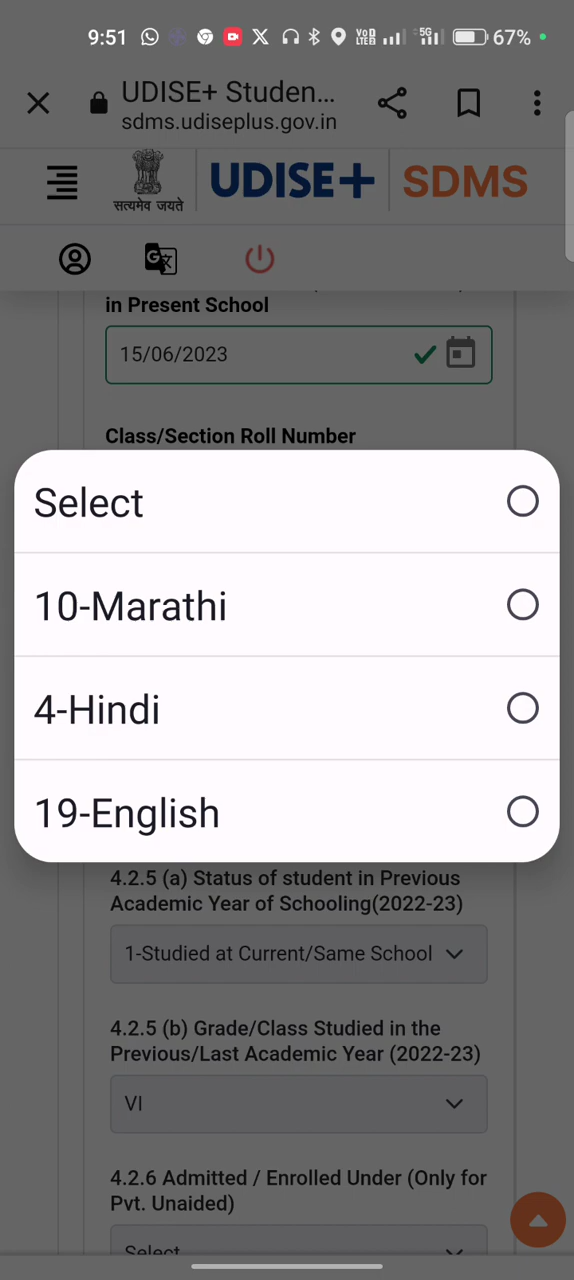 9:51
VoD LTED
5G
67%
UDISE+ Studen...
sdms.udiseplus.gov.in
सत्यमेव जयते
UDISE+
SDMS
in Present School
15/06/2023
Class/Section Roll Number
Select
10-Marathi
4-Hindi
19-English
4.2.5 (a) Status of student in Previous
Academic Year of Schooling(2022-23)
1-Studied at Current/Same School
4.2.5 (b) Grade/Class Studied in the
Previous/Last Academic Year (2022-23)
VI
4.2.6 Admitted / Enrolled Under (Only for
Pvt. Unaided)
Select